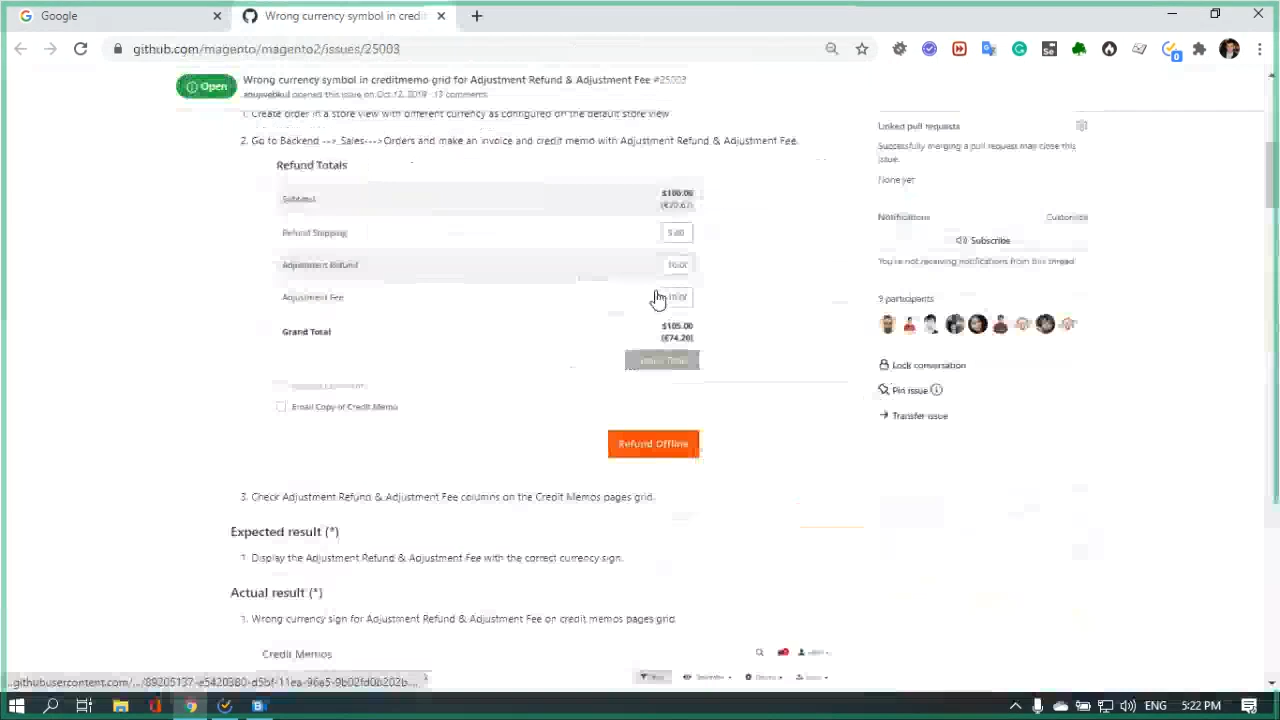 Google
Wrong currency symbol in credit
github.com/magento/magento2/issues/25003
Open
Wrong currency symbol in creditmemo grid for Adjustment Refund & Adjustment Fee #25003
opened this issue on Oct 12, 2019 · 13 comments
1. Create order in a store view with different currency as configured on the default store view
2. Go to Backend --> Sales--->Orders and make an invoice and credit memo with Adjustment Refund & Adjustment Fee.
Refund Totals
Subtotal
$100.00
Refund Shipping
5.00
Adjustment Refund
10.00
Adjustment Fee
10.00
Grand Total
$105.00
(€74.20)
Email Copy of Credit Memo
Refund Offline
3. Check Adjustment Refund & Adjustment Fee columns on the Credit Memos pages grid.
Expected result (*)
1. Display the Adjustment Refund & Adjustment Fee with the correct currency sign.
Actual result (*)
1. Wrong currency sign for Adjustment Refund & Adjustment Fee on credit memos pages grid.
Credit Memos
Linked pull requests
Successfully merging a pull request may close this
issue.
None yet
Notifications
Customize
Subscribe
You're not receiving notifications from this thread.
9 participants
Lock conversation
Pin issue
Transfer issue
0
ENG
5:22 PM